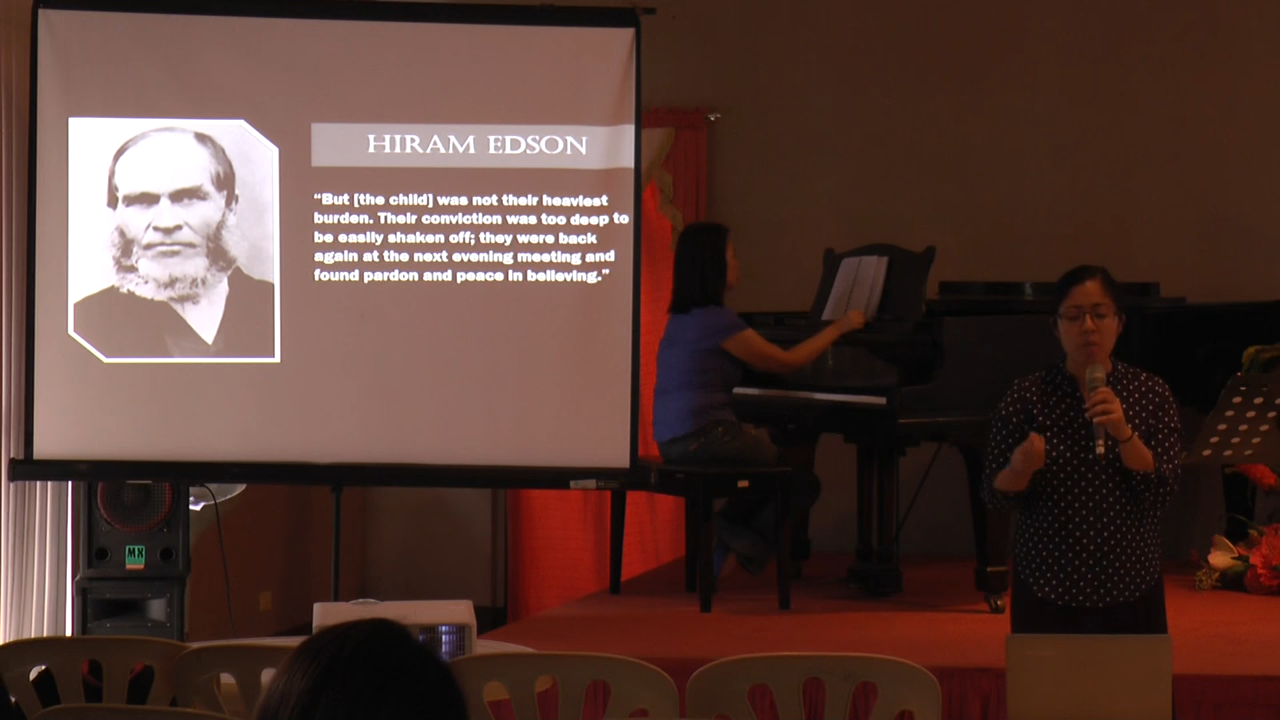 HIRAM EDSON
“But [the child] was not their heaviest
burden. Their conviction was too deep to
be easily shaken off; they were back
again at the next evening meeting and
found pardon and peace in believing.”
MX